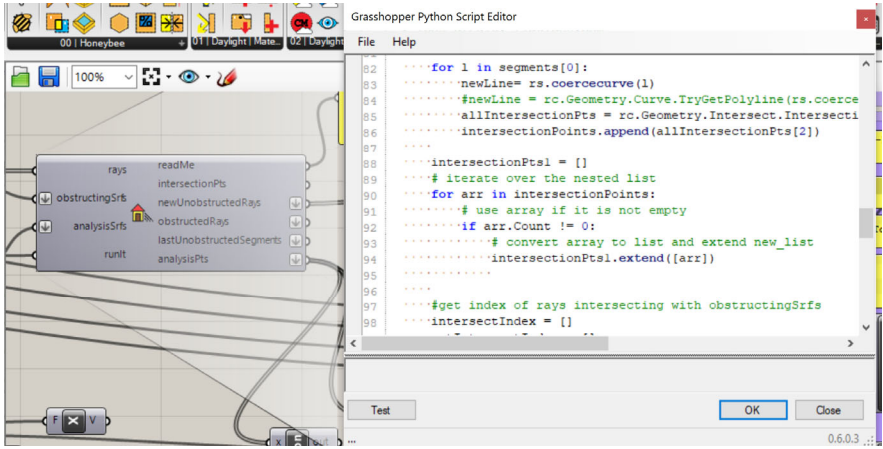 Grasshopper Python Script Editor
File Help
00 | Honeybee
01 | Daylight | Mate...
02 | Daylight
100%
rays
obstructingSrfs
analysisSrfs
runIt
readMe
intersectionPts
newUnobstructedRays
obstructedRays
lastUnobstructedSegments
analysisPts
F V
x out
82 for l in segments[0]:
83 newLine= rs.coercecurve(l)
84 #newLine = rc.Geometry.Curve.TryGetPolyline(rs.coerce
85 allIntersectionPts = rc.Geometry.Intersect.Intersecti
86 intersectionPoints.append(allIntersectionPts[2])
87
88 intersectionPts1 = []
89 # iterate over the nested list
90 for arr in intersectionPoints:
91 # use array if it is not empty
92 if arr.Count != 0:
93 # convert array to list and extend new_list
94 intersectionPts1.extend([arr])
95
96
97 #get index of rays intersecting with obstructingSrfs
98 intersectIndex = []
Test
OK
Close
...
0.6.0.3